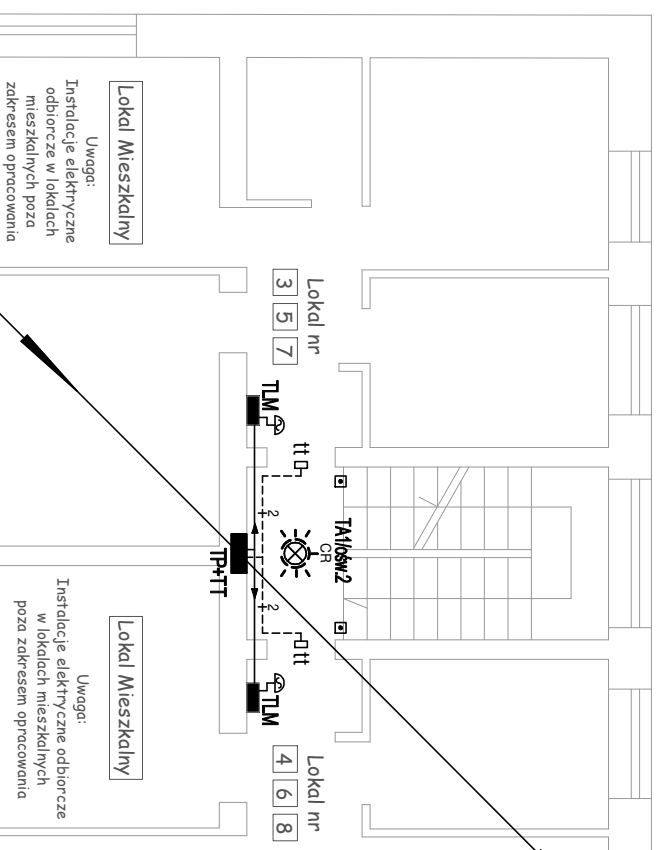 Lokal Mieszkalny
Uwaga:
Instalacje elektryczne
odbiorcze w lokalach
mieszkalnych poza
zakresem opracowania
Lokal nr
3 5 7
TLM
tt
2
TA1/ośw.2
CR
TP+TT
2
tt
TLM
Lokal nr
4 6 8
Lokal Mieszkalny
Uwaga:
Instalacje elektryczne odbiorcze
w lokalach mieszkalnych
poza zakresem opracowania